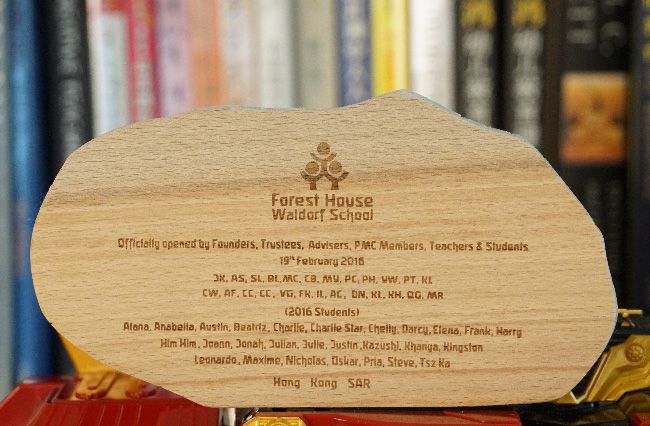 Forest House
Waldorf School
Officially opened by Founders, Trustees, Advisers, PMC Members, Teachers & Students
19th February 2016
JK, AS, SL, BL, MC, CB, MY, PC, PH, YW, PT, KL
CW, AF, CC, CC, VG, FK, IL, AC, DN, KL, KH, QG, MR
(2016 Students)
Alana, Anabella, Austin, Beatriz, Charlie, Charlie Star, Chelly, Darcy, Elena, Frank, Harry
Him Him, Joann, Jonah, Julian, Julie, Justin, Kazushi, Khanga, Kingston
Leonardo, Maxime, Nicholas, Oskar, Pria, Steve, Tsz Ka
Hong Kong SAR